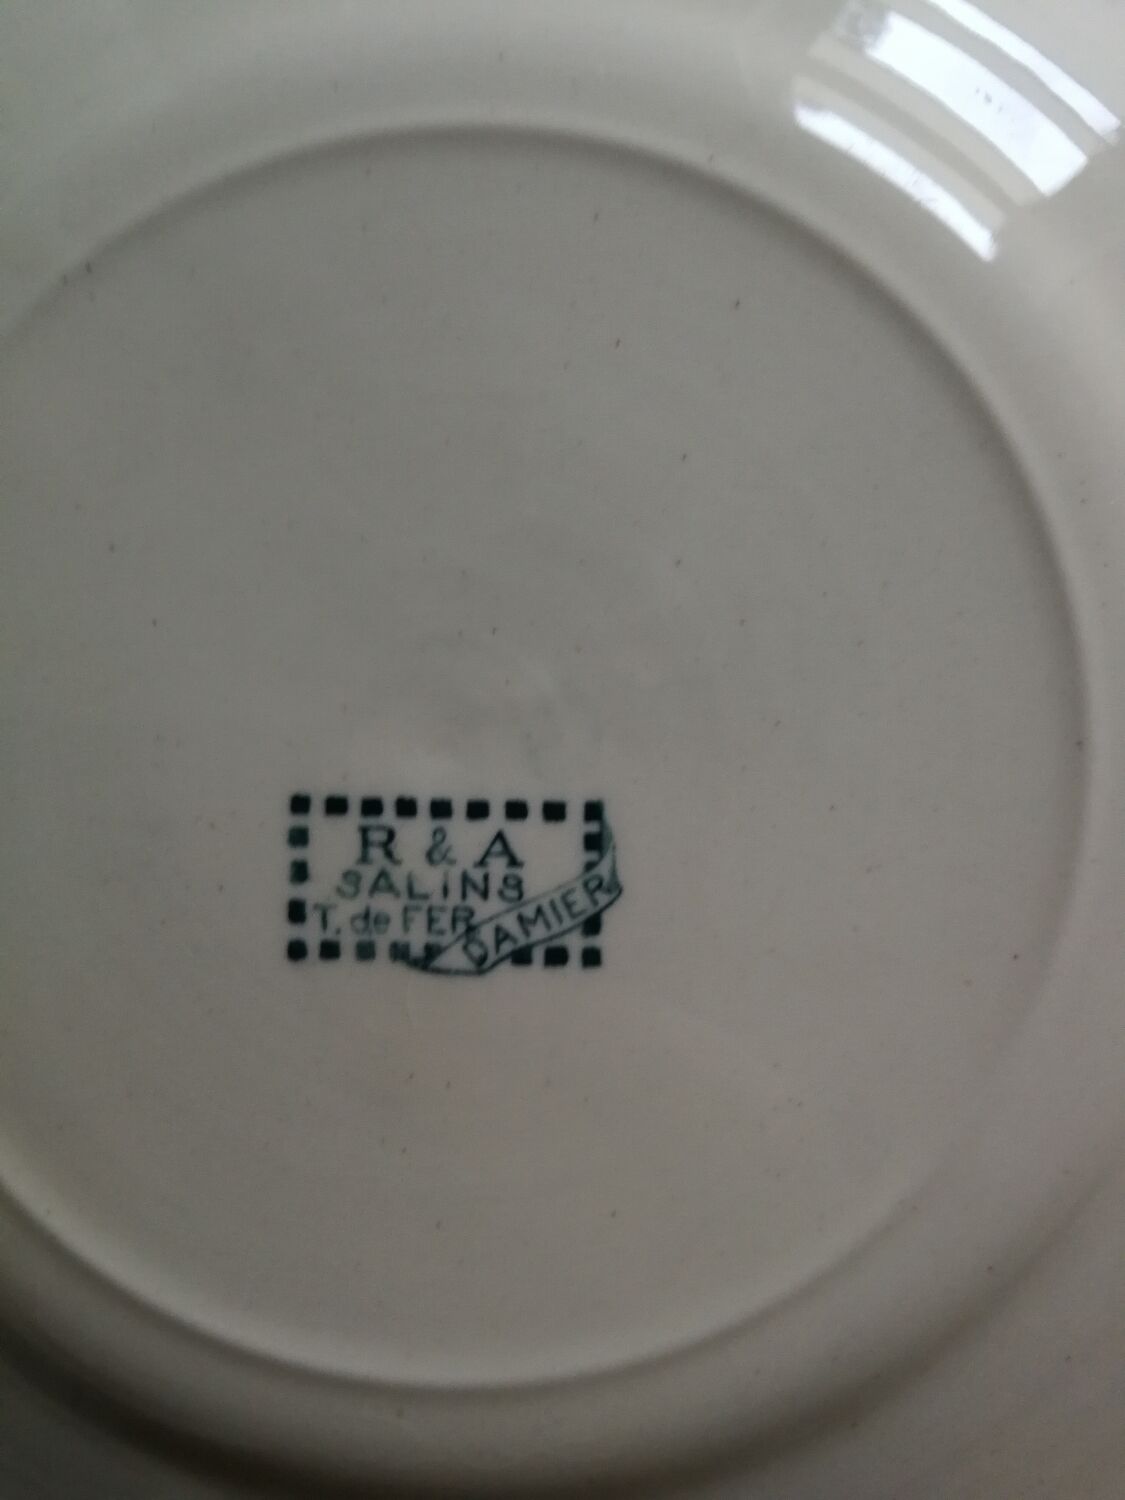 R & A
SALINS
T. de FER
DAMIER